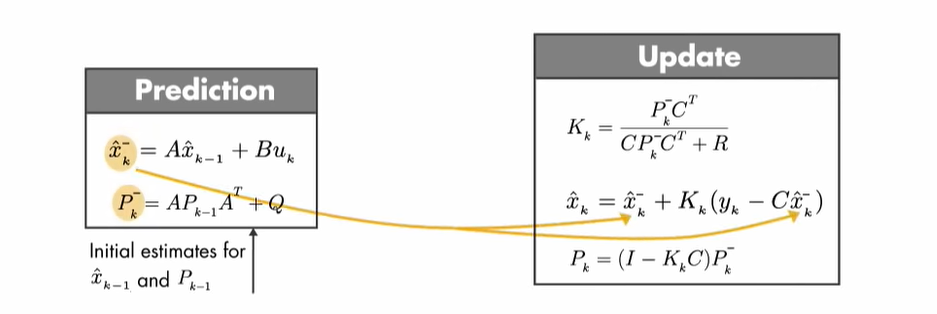 Prediction
x̂ₖ⁻ = Ax̂ₖ₋₁ + Buₖ
Pₖ⁻ = APₖ₋₁Aᵀ + Q
Initial estimates for
x̂ₖ₋₁ and Pₖ₋₁
Update
Kₖ = Pₖ⁻Cᵀ / (CPₖ⁻Cᵀ + R)
x̂ₖ = x̂ₖ⁻ + Kₖ(yₖ − Cx̂ₖ⁻)
Pₖ = (I − KₖC)Pₖ⁻